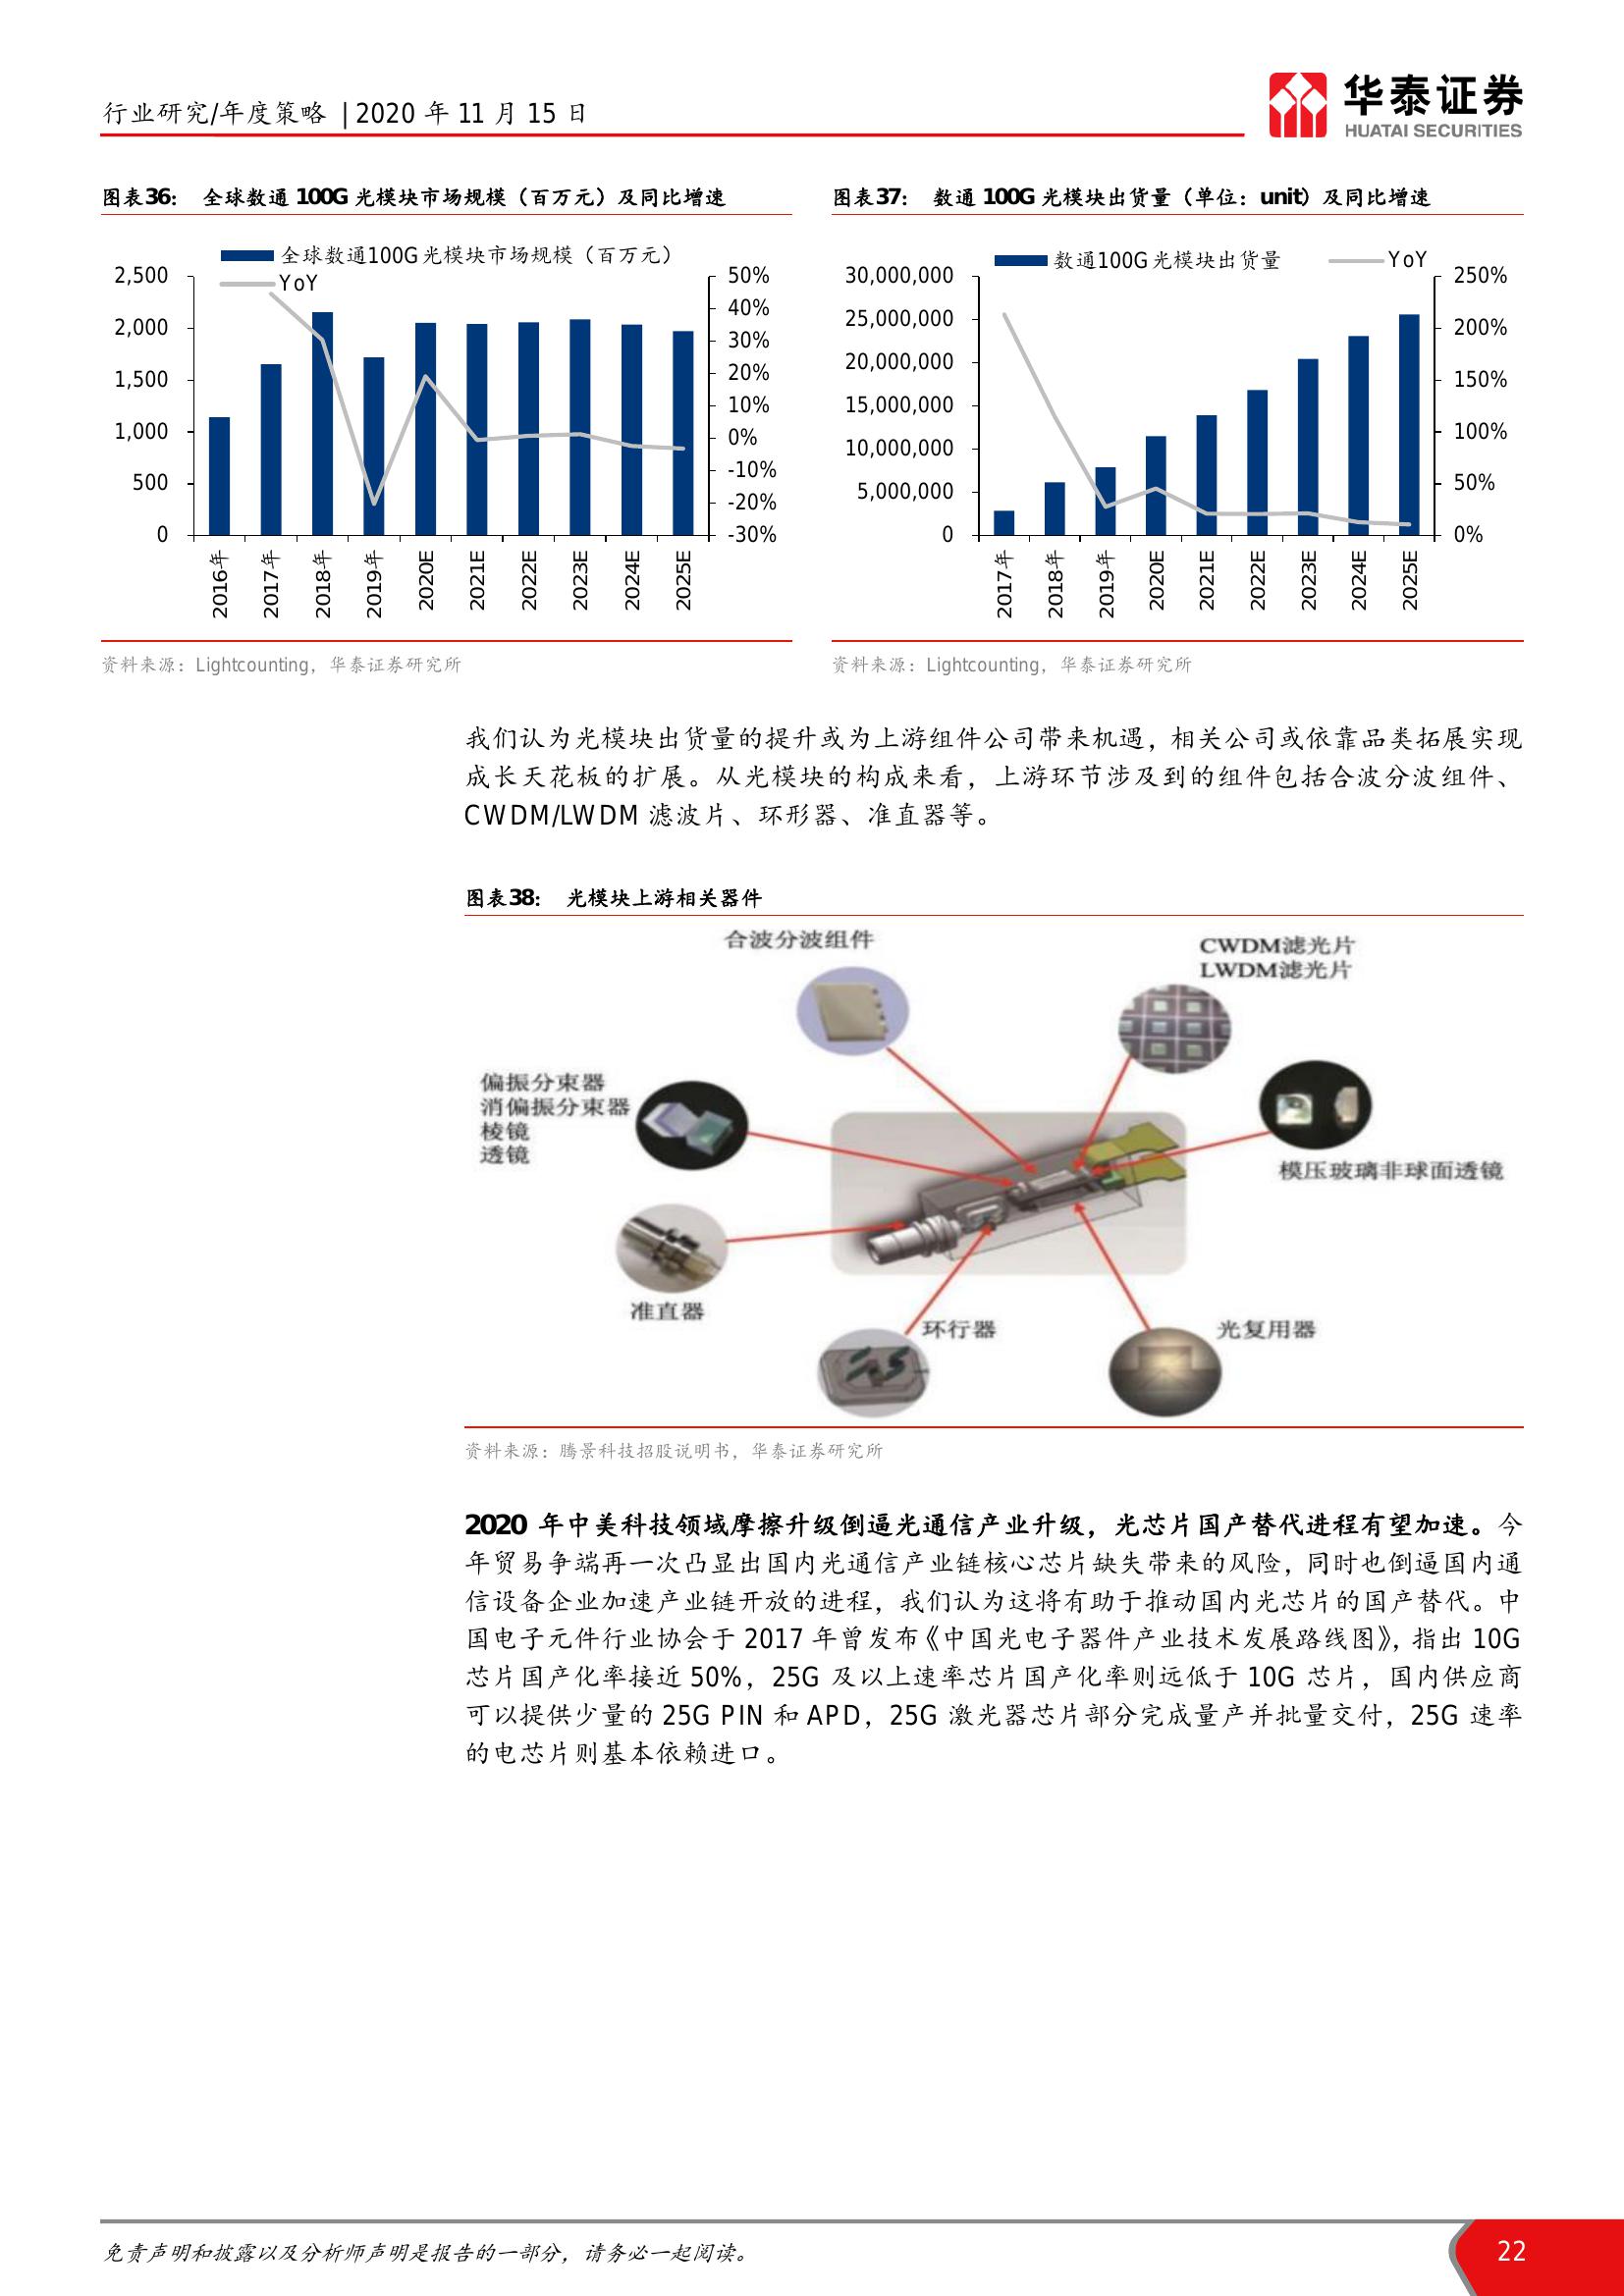 行业研究/年度策略 | 2020 年 11 月 15 日
华泰证券
HUATAI SECURITIES
图表36： 全球数通 100G 光模块市场规模（百万元）及同比增速
全球数通100G光模块市场规模（百万元）
YoY
2,500
2,000
1,500
1,000
500
0
50%
40%
30%
20%
10%
0%
-10%
-20%
-30%
2016年
2017年
2018年
2019年
2020E
2021E
2022E
2023E
2024E
2025E
资料来源：Lightcounting，华泰证券研究所
图表37： 数通 100G 光模块出货量（单位：unit）及同比增速
数通100G光模块出货量
YoY
30,000,000
25,000,000
20,000,000
15,000,000
10,000,000
5,000,000
0
250%
200%
150%
100%
50%
0%
2017年
2018年
2019年
2020E
2021E
2022E
2023E
2024E
2025E
资料来源：Lightcounting，华泰证券研究所
我们认为光模块出货量的提升或为上游组件公司带来机遇，相关公司或依靠品类拓展实现
成长天花板的扩展。从光模块的构成来看，上游环节涉及到的组件包括合波分波组件、
CWDM/LWDM 滤波片、环形器、准直器等。
图表38： 光模块上游相关器件
合波分波组件
CWDM滤光片
LWDM滤光片
偏振分束器
消偏振分束器
棱镜
透镜
模压玻璃非球面透镜
准直器
环行器
光复用器
资料来源：腾景科技招股说明书，华泰证券研究所
2020 年中美科技领域摩擦升级倒逼光通信产业升级，光芯片国产替代进程有望加速。今
年贸易争端再一次凸显出国内光通信产业链核心芯片缺失带来的风险，同时也倒逼国内通
信设备企业加速产业链开放的进程，我们认为这将有助于推动国内光芯片的国产替代。中
国电子元件行业协会于 2017 年曾发布《中国光电子器件产业技术发展路线图》，指出 10G
芯片国产化率接近 50%，25G 及以上速率芯片国产化率则远低于 10G 芯片，国内供应商
可以提供少量的 25G PIN 和 APD，25G 激光器芯片部分完成量产并批量交付，25G 速率
的电芯片则基本依赖进口。
免责声明和披露以及分析师声明是报告的一部分，请务必一起阅读。
22